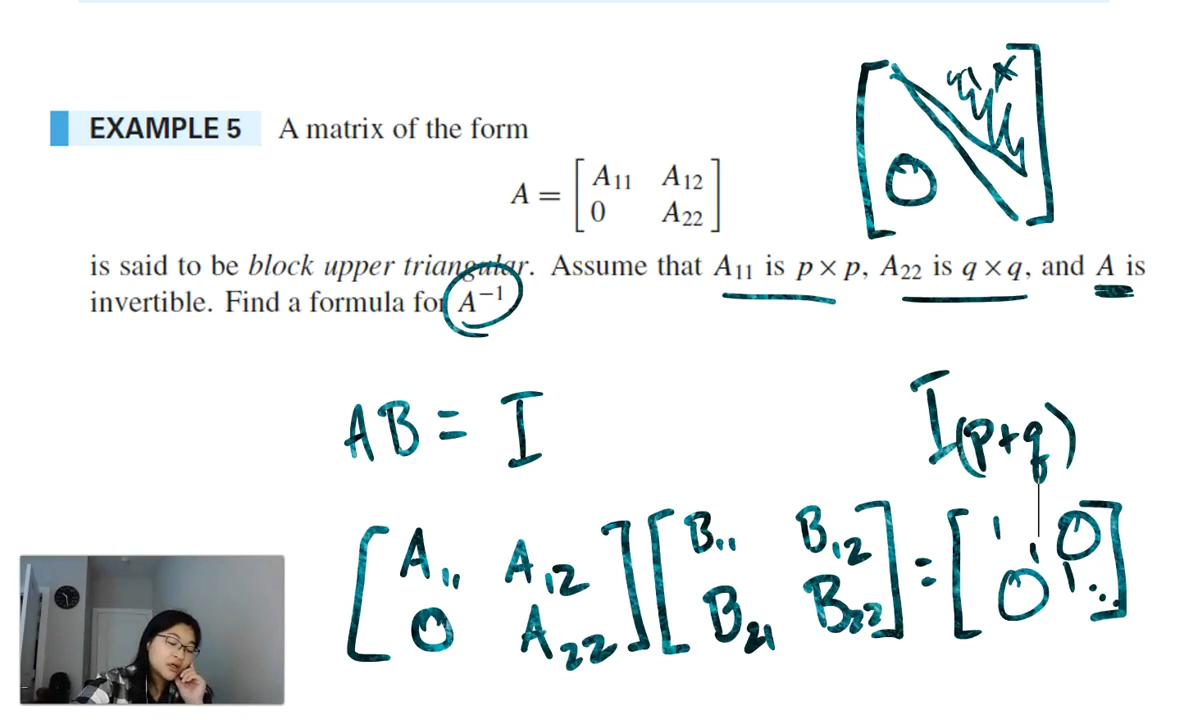 EXAMPLE 5 A matrix of the form
A = [ A11 A12
0 A22 ]
is said to be block upper triangular. Assume that A11 is p × p, A22 is q × q, and A is
invertible. Find a formula for A−1
[ * 0 ]
AB = I
I(p+q)
[ A11 A12 ] [ B11 B12 ] = [ 1 1 0 ]
[ 0 A22 ] [ B21 B22 ] [ 0 1 ⋱ ]